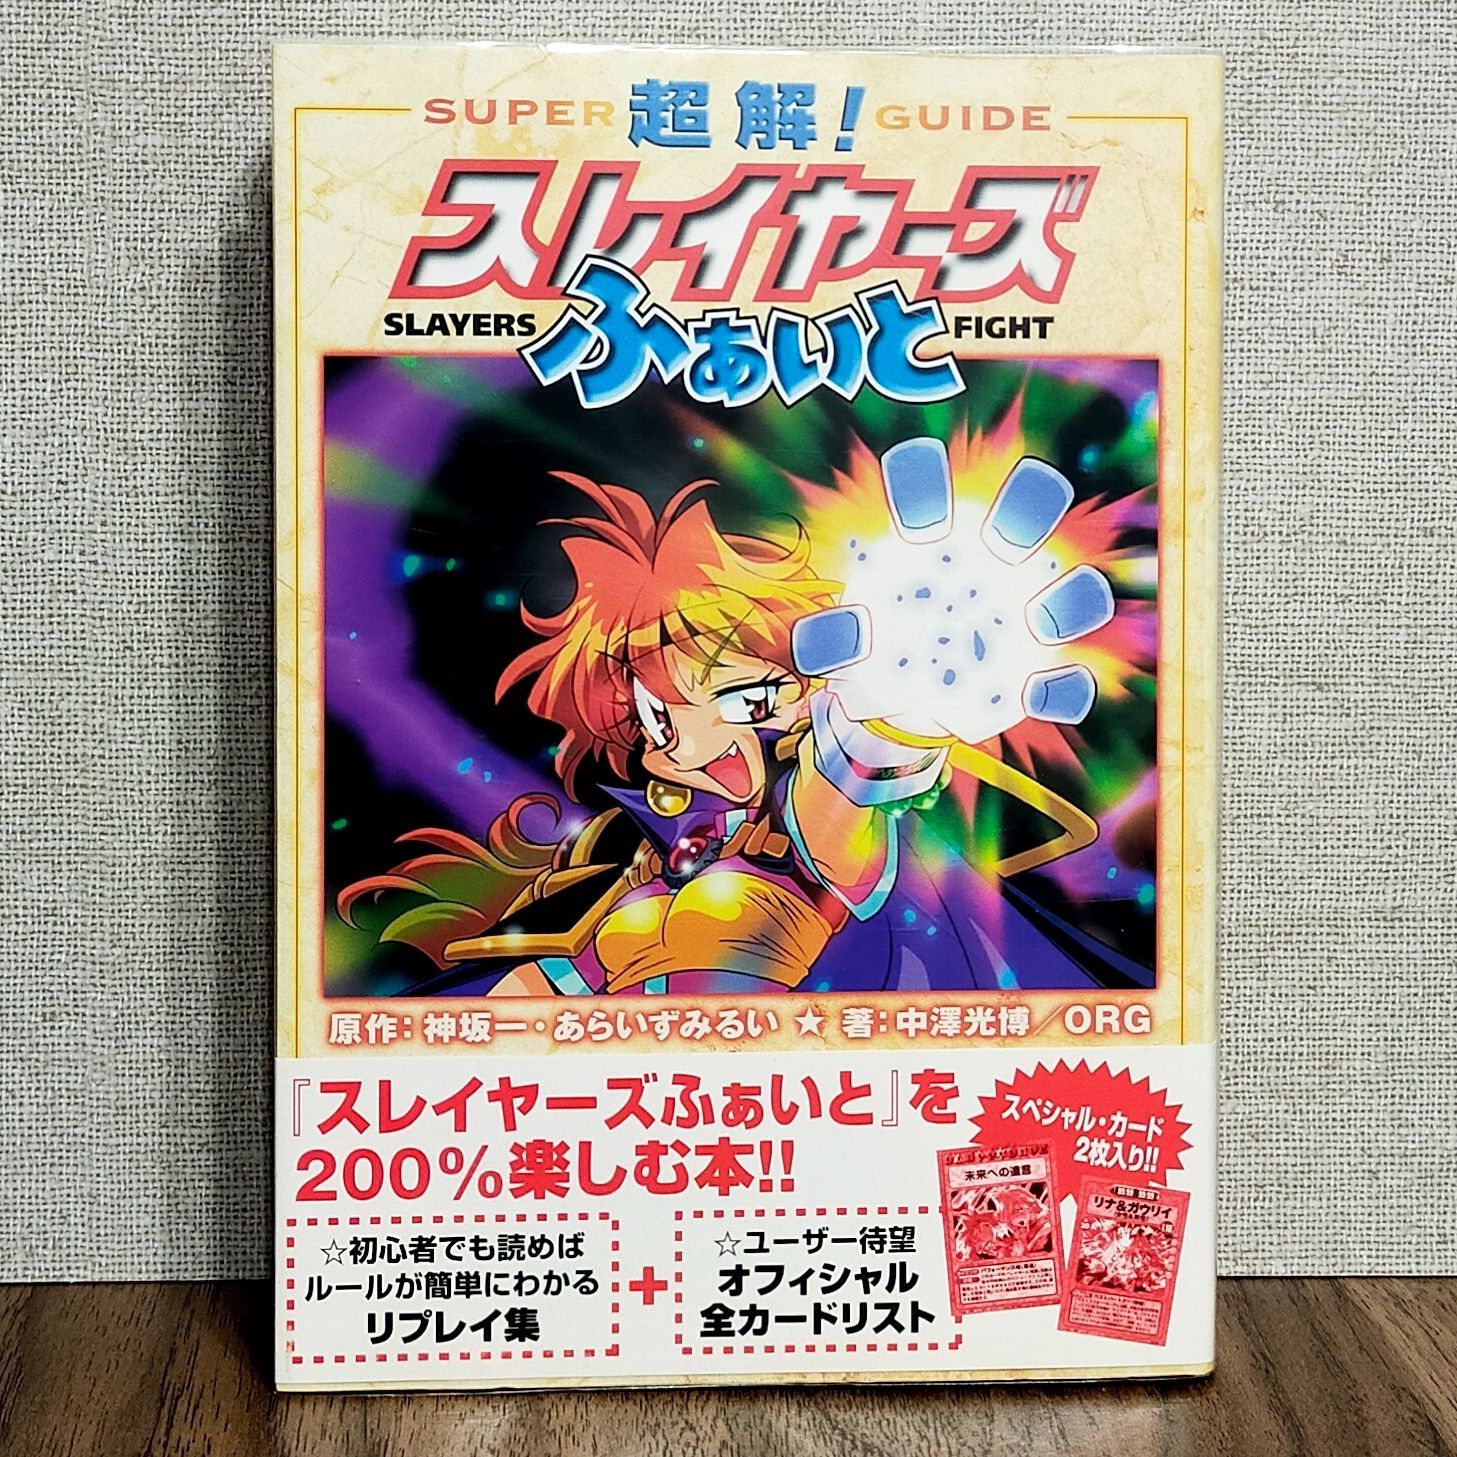 SUPER 超解! GUIDE
スレイヤーズ
SLAYERS ふぁいと FIGHT
原作：神坂一・あらいずみるい ★ 著：中澤光博／ORG
『スレイヤーズふぁいと』を
200%楽しむ本!!
スペシャル・カード
2枚入り!!
未来への遺言
リナ&ガウリイ
☆初心者でも読めば
ルールが簡単にわかる
リプレイ集
+
☆ユーザー待望
オフィシャル
全カードリスト